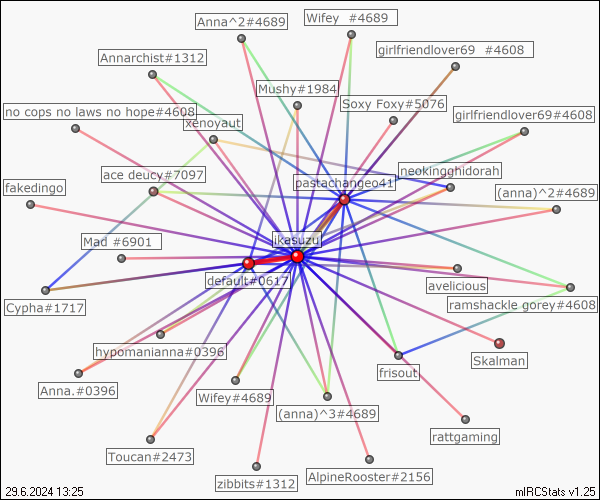 Anna^2#4689
Wifey  #4689
girlfriendlover69  #4608
Annarchist#1312
Mushy#1984
Soxy Foxy#5076
no cops no laws no hope#4608
xenoyaut
girlfriendlover69#4608
ace deucy#7097
neokingghidorah
pastachangeo41
fakedingo
(anna)^2#4689
Mad #6901
ikesuzu
default#0617
avelicious
Cypha#1717
ramshackle gorey#4608
hypomanianna#0396
Skalman
frisout
Anna.#0396
Wifey#4689
(anna)^3#4689
rattgaming
Toucan#2473
zibbits#1312
AlpineRooster#2156
29.6.2024 13:25
mIRCStats v1.25